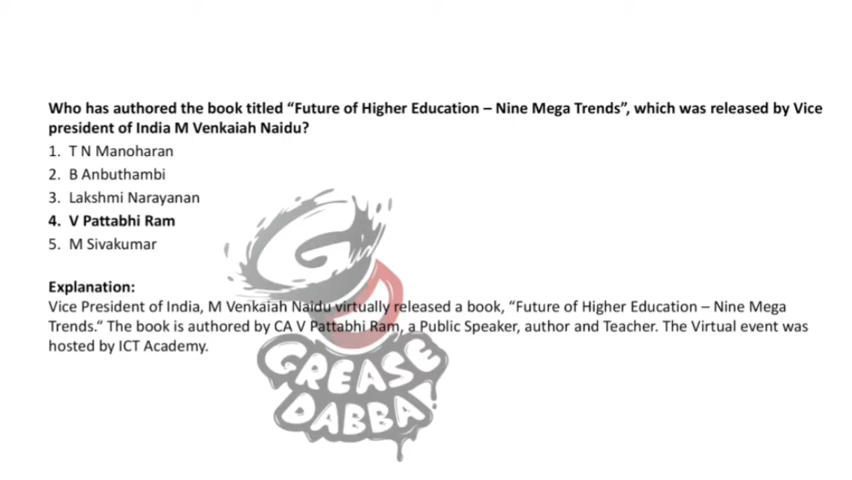 Who has authored the book titled “Future of Higher Education – Nine Mega Trends”, which was released by Vice
president of India M Venkaiah Naidu?
1. T N Manoharan
2. B Anbuthambi
3. Lakshmi Narayanan
4. V Pattabhi Ram
5. M Sivakumar
Explanation:
Vice President of India, M Venkaiah Naidu virtually released a book, “Future of Higher Education – Nine Mega
Trends.“ The book is authored by CA V Pattabhi Ram, a Public Speaker, author and Teacher. The Virtual event was
hosted by ICT Academy.
GREASE
DABBA